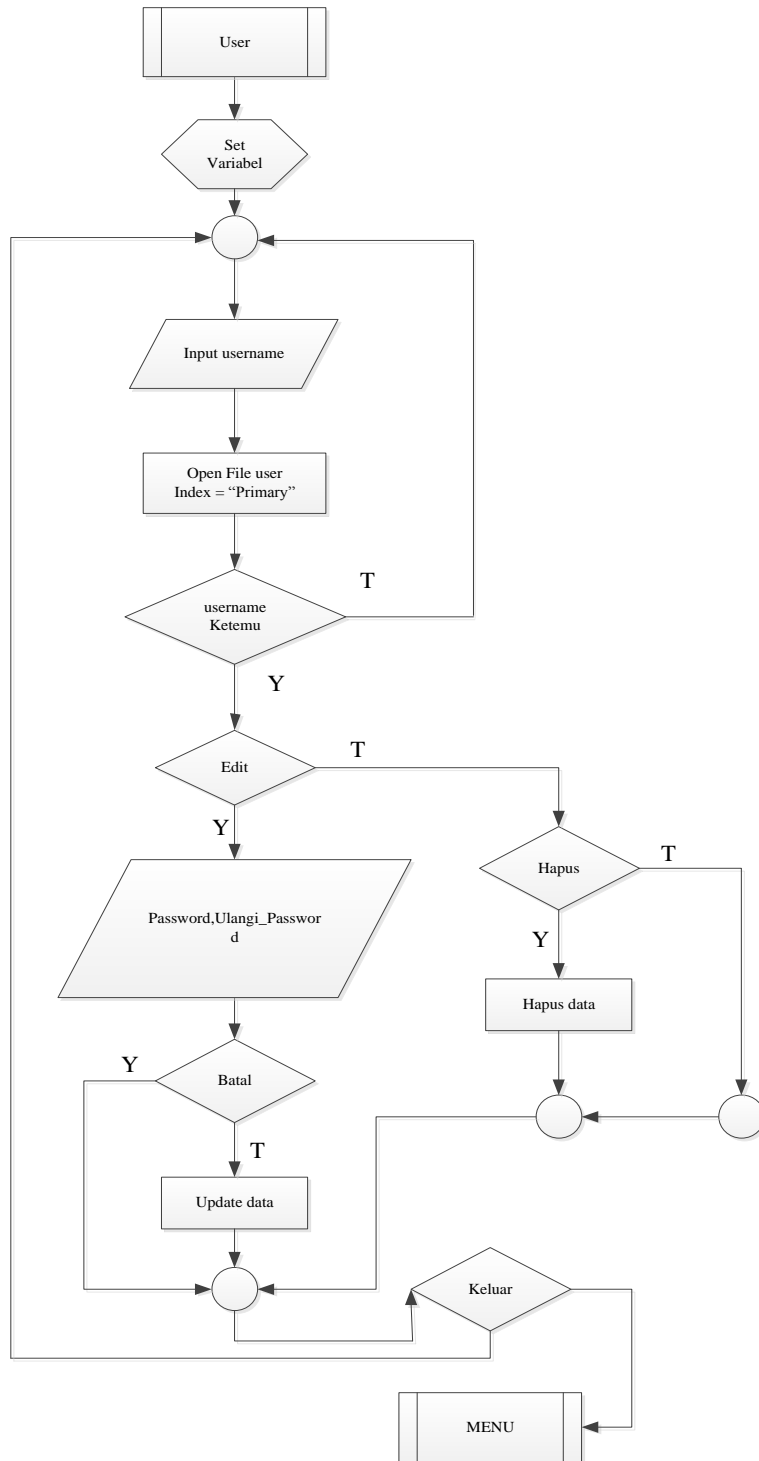 User
Set
Variabel
Input username
Open File user
Index = “Primary”
username
Ketemu
T
Y
Edit
T
Y
Hapus
T
Password,Ulangi_Passwor
d
Y
Hapus data
Y
Batal
T
Update data
Keluar
MENU